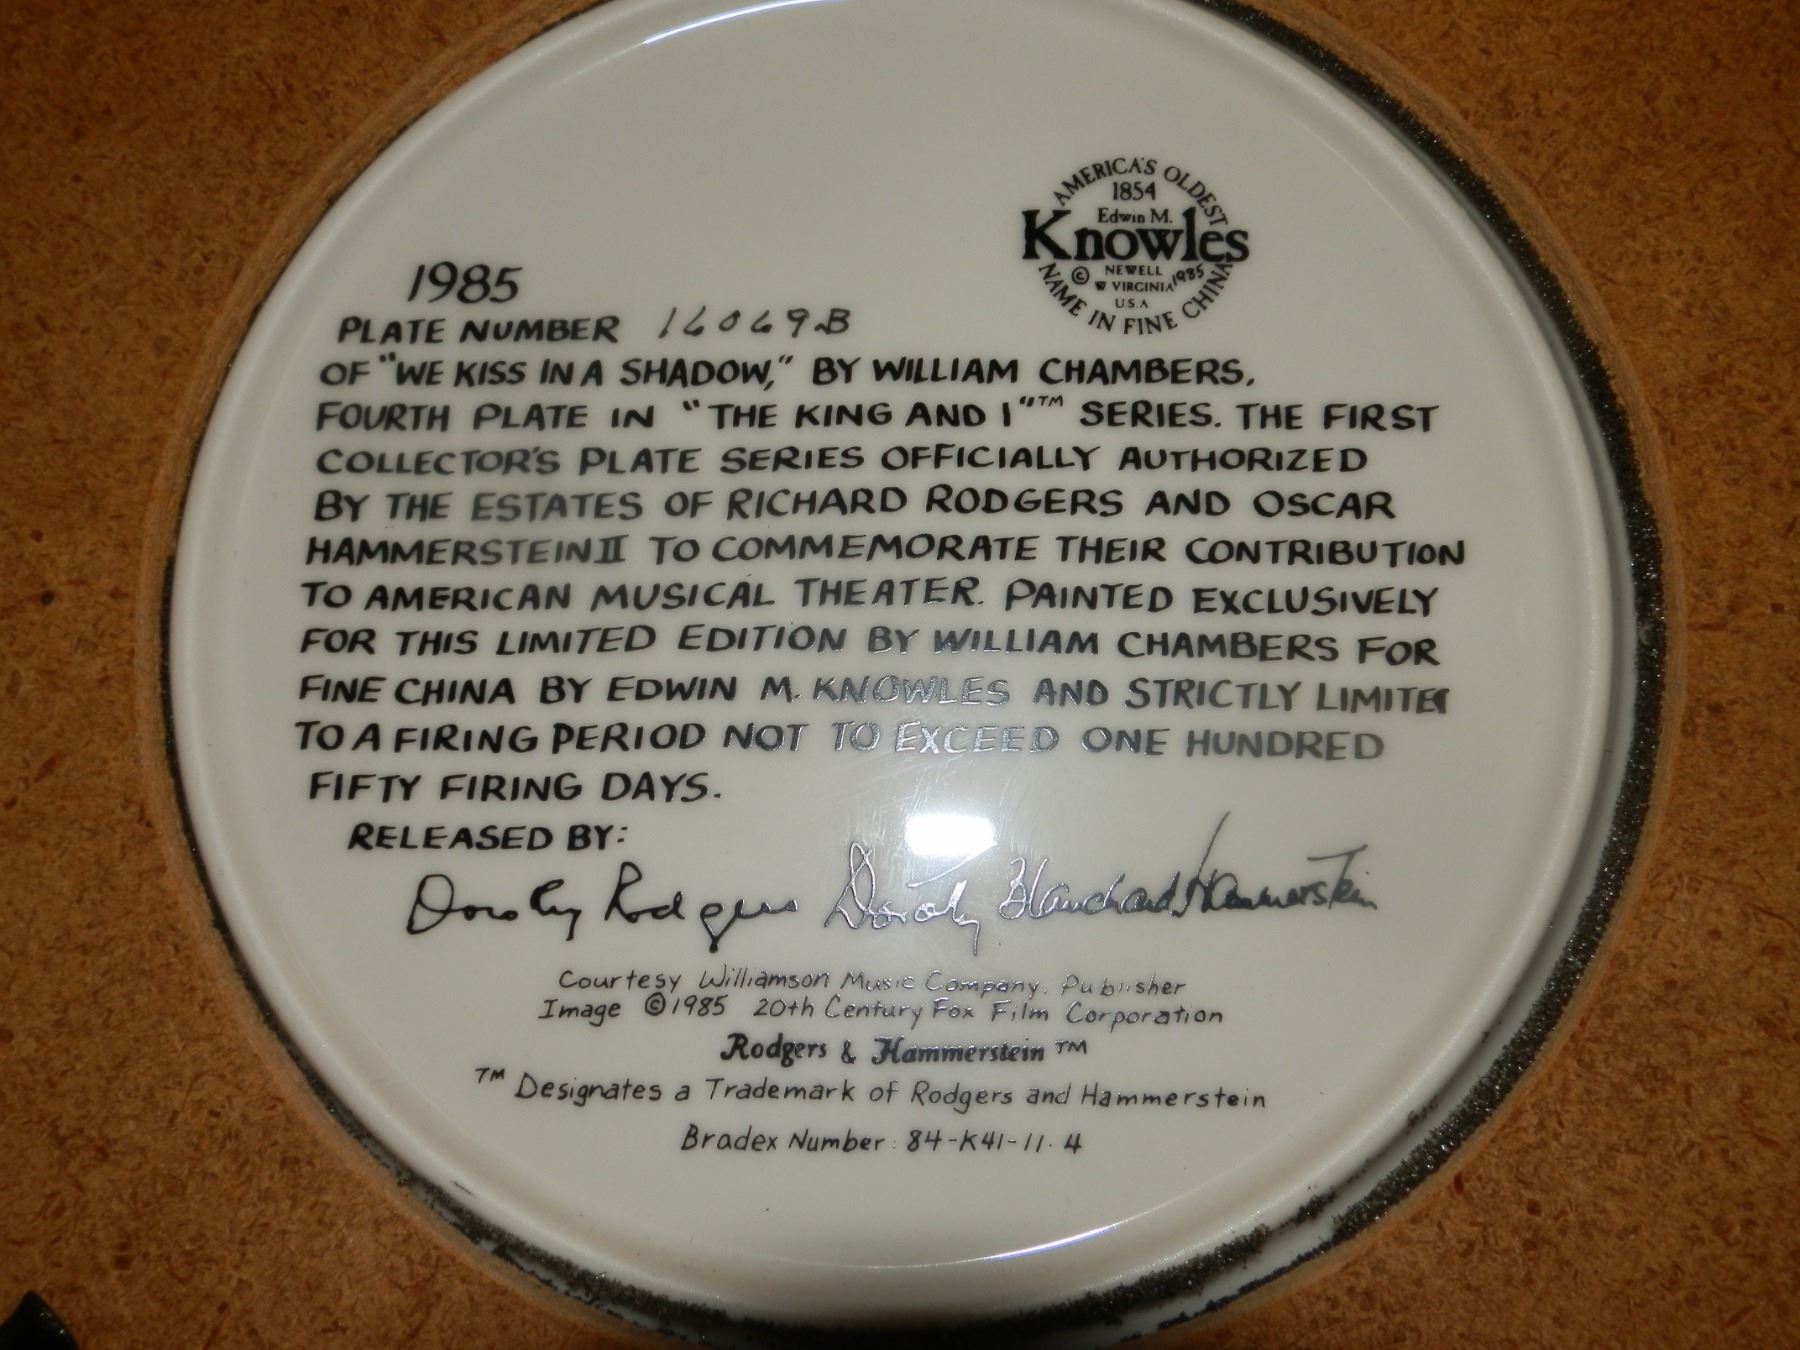 AMERICA'S OLDEST
1854
Edwin M.
Knowles
© NEWELL 1985
W VIRGINIA
U.S.A
NAME IN FINE CHINA
1985
PLATE NUMBER 16069B
OF "WE KISS IN A SHADOW," BY WILLIAM CHAMBERS,
FOURTH PLATE IN "THE KING AND I"™ SERIES. THE FIRST
COLLECTOR'S PLATE SERIES OFFICIALLY AUTHORIZED
BY THE ESTATES OF RICHARD RODGERS AND OSCAR
HAMMERSTEIN II TO COMMEMORATE THEIR CONTRIBUTION
TO AMERICAN MUSICAL THEATER. PAINTED EXCLUSIVELY
FOR THIS LIMITED EDITION BY WILLIAM CHAMBERS FOR
FINE CHINA BY EDWIN M. KNOWLES AND STRICTLY LIMITED
TO A FIRING PERIOD NOT TO EXCEED ONE HUNDRED
FIFTY FIRING DAYS.
RELEASED BY:
Dorothy Rodgers Dorothy Blanchard Hammerstein
Courtesy Williamson Music Company, Publisher
Image ©1985 20th Century Fox Film Corporation
Rodgers & Hammerstein ™
™ Designates a Trademark of Rodgers and Hammerstein
Bradex Number: 84-K41-11.4